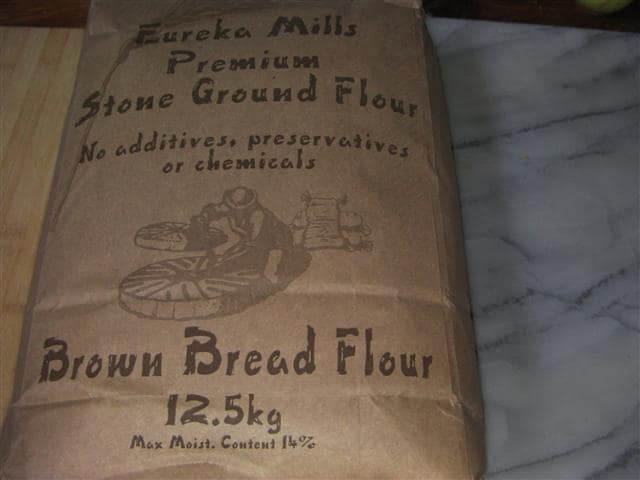 Eureka Mills
Premium
Stone Ground Flour
No additives, preservatives
or chemicals
Brown Bread Flour
12.5kg
Max Moist. Content 14%